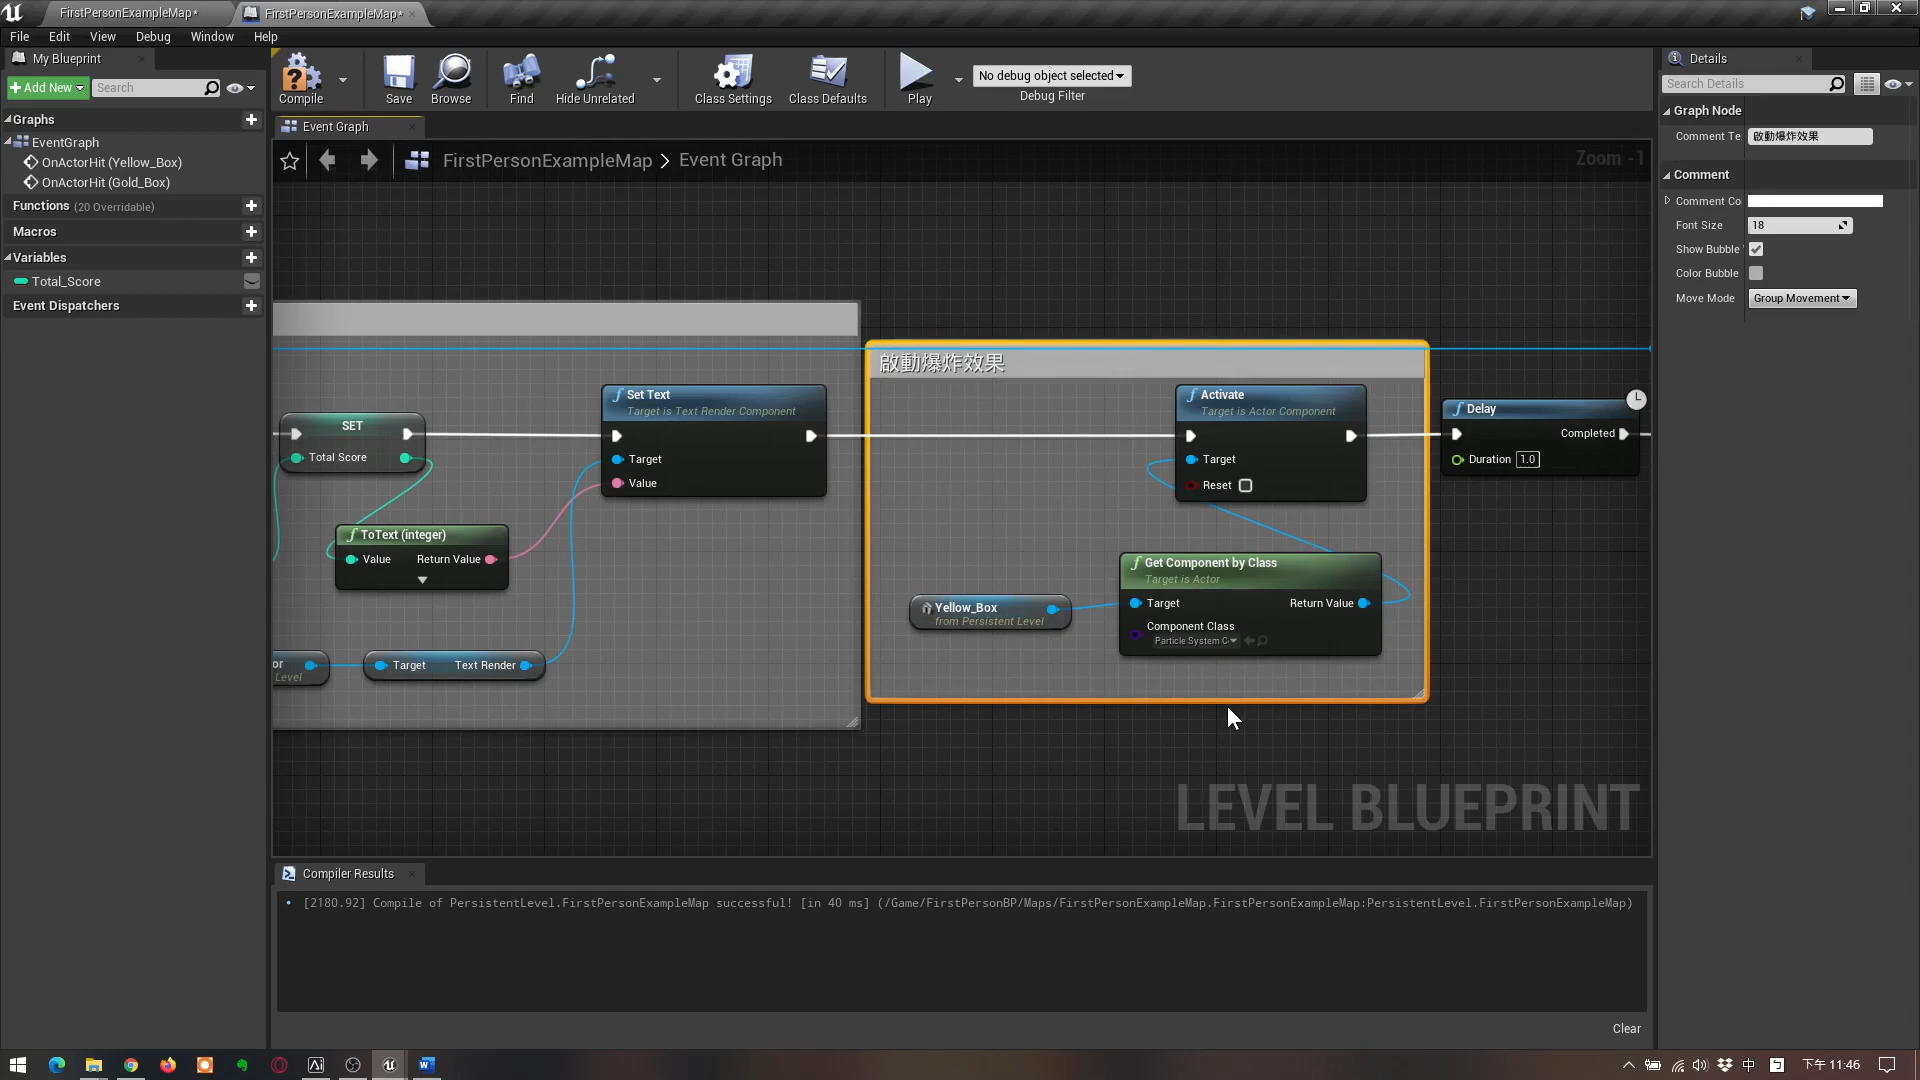 FirstPersonExampleMap*
FirstPersonExampleMap*
File Edit View Debug Window Help
My Blueprint
Add New
Search
Graphs
EventGraph
OnActorHit (Yellow_Box)
OnActorHit (Gold_Box)
Functions (20 Overridable)
Macros
Variables
Total_Score
Event Dispatchers
Compile
Save
Browse
Find
Hide Unrelated
Class Settings
Class Defaults
Play
No debug object selected
Debug Filter
Event Graph
FirstPersonExampleMap > Event Graph
Zoom -1
SET
Total Score
Set Text
Target is Text Render Component
Target
Value
ToText (integer)
Value Return Value
or
Level
Target Text Render
啟動爆炸效果
Activate
Target is Actor Component
Target
Reset
Get Component by Class
Target is Actor
Target Return Value
Component Class
Particle System C
Yellow_Box
from Persistent Level
Delay
Completed
Duration 1.0
LEVEL BLUEPRINT
Compiler Results
[2180.92] Compile of PersistentLevel.FirstPersonExampleMap successful! [in 40 ms] (/Game/FirstPersonBP/Maps/FirstPersonExampleMap.FirstPersonExampleMap:PersistentLevel.FirstPersonExampleMap)
Clear
Details
Search Details
Graph Node
Comment Te 啟動爆炸效果
Comment
Comment Co
Font Size 18
Show Bubble
Color Bubble
Move Mode Group Movement
中
下午 11:46